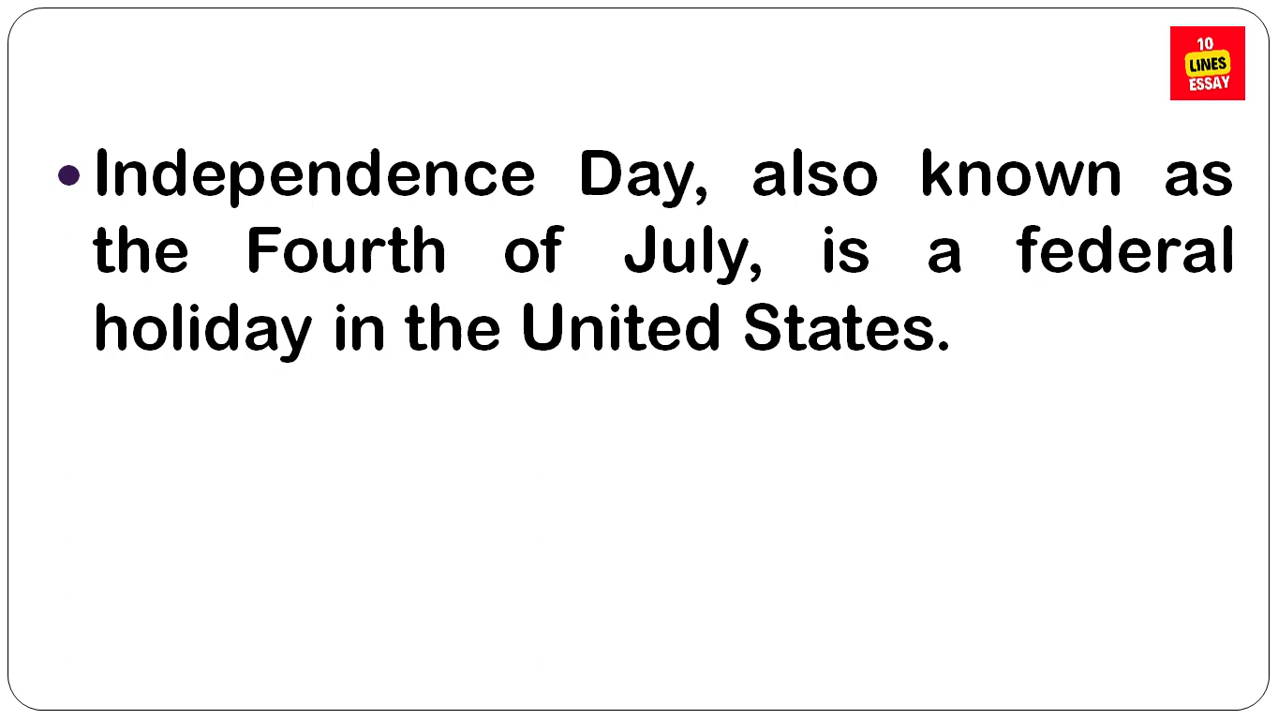 10
LINES
ESSAY
• Independence Day, also known as
the Fourth of July, is a federal
holiday in the United States.